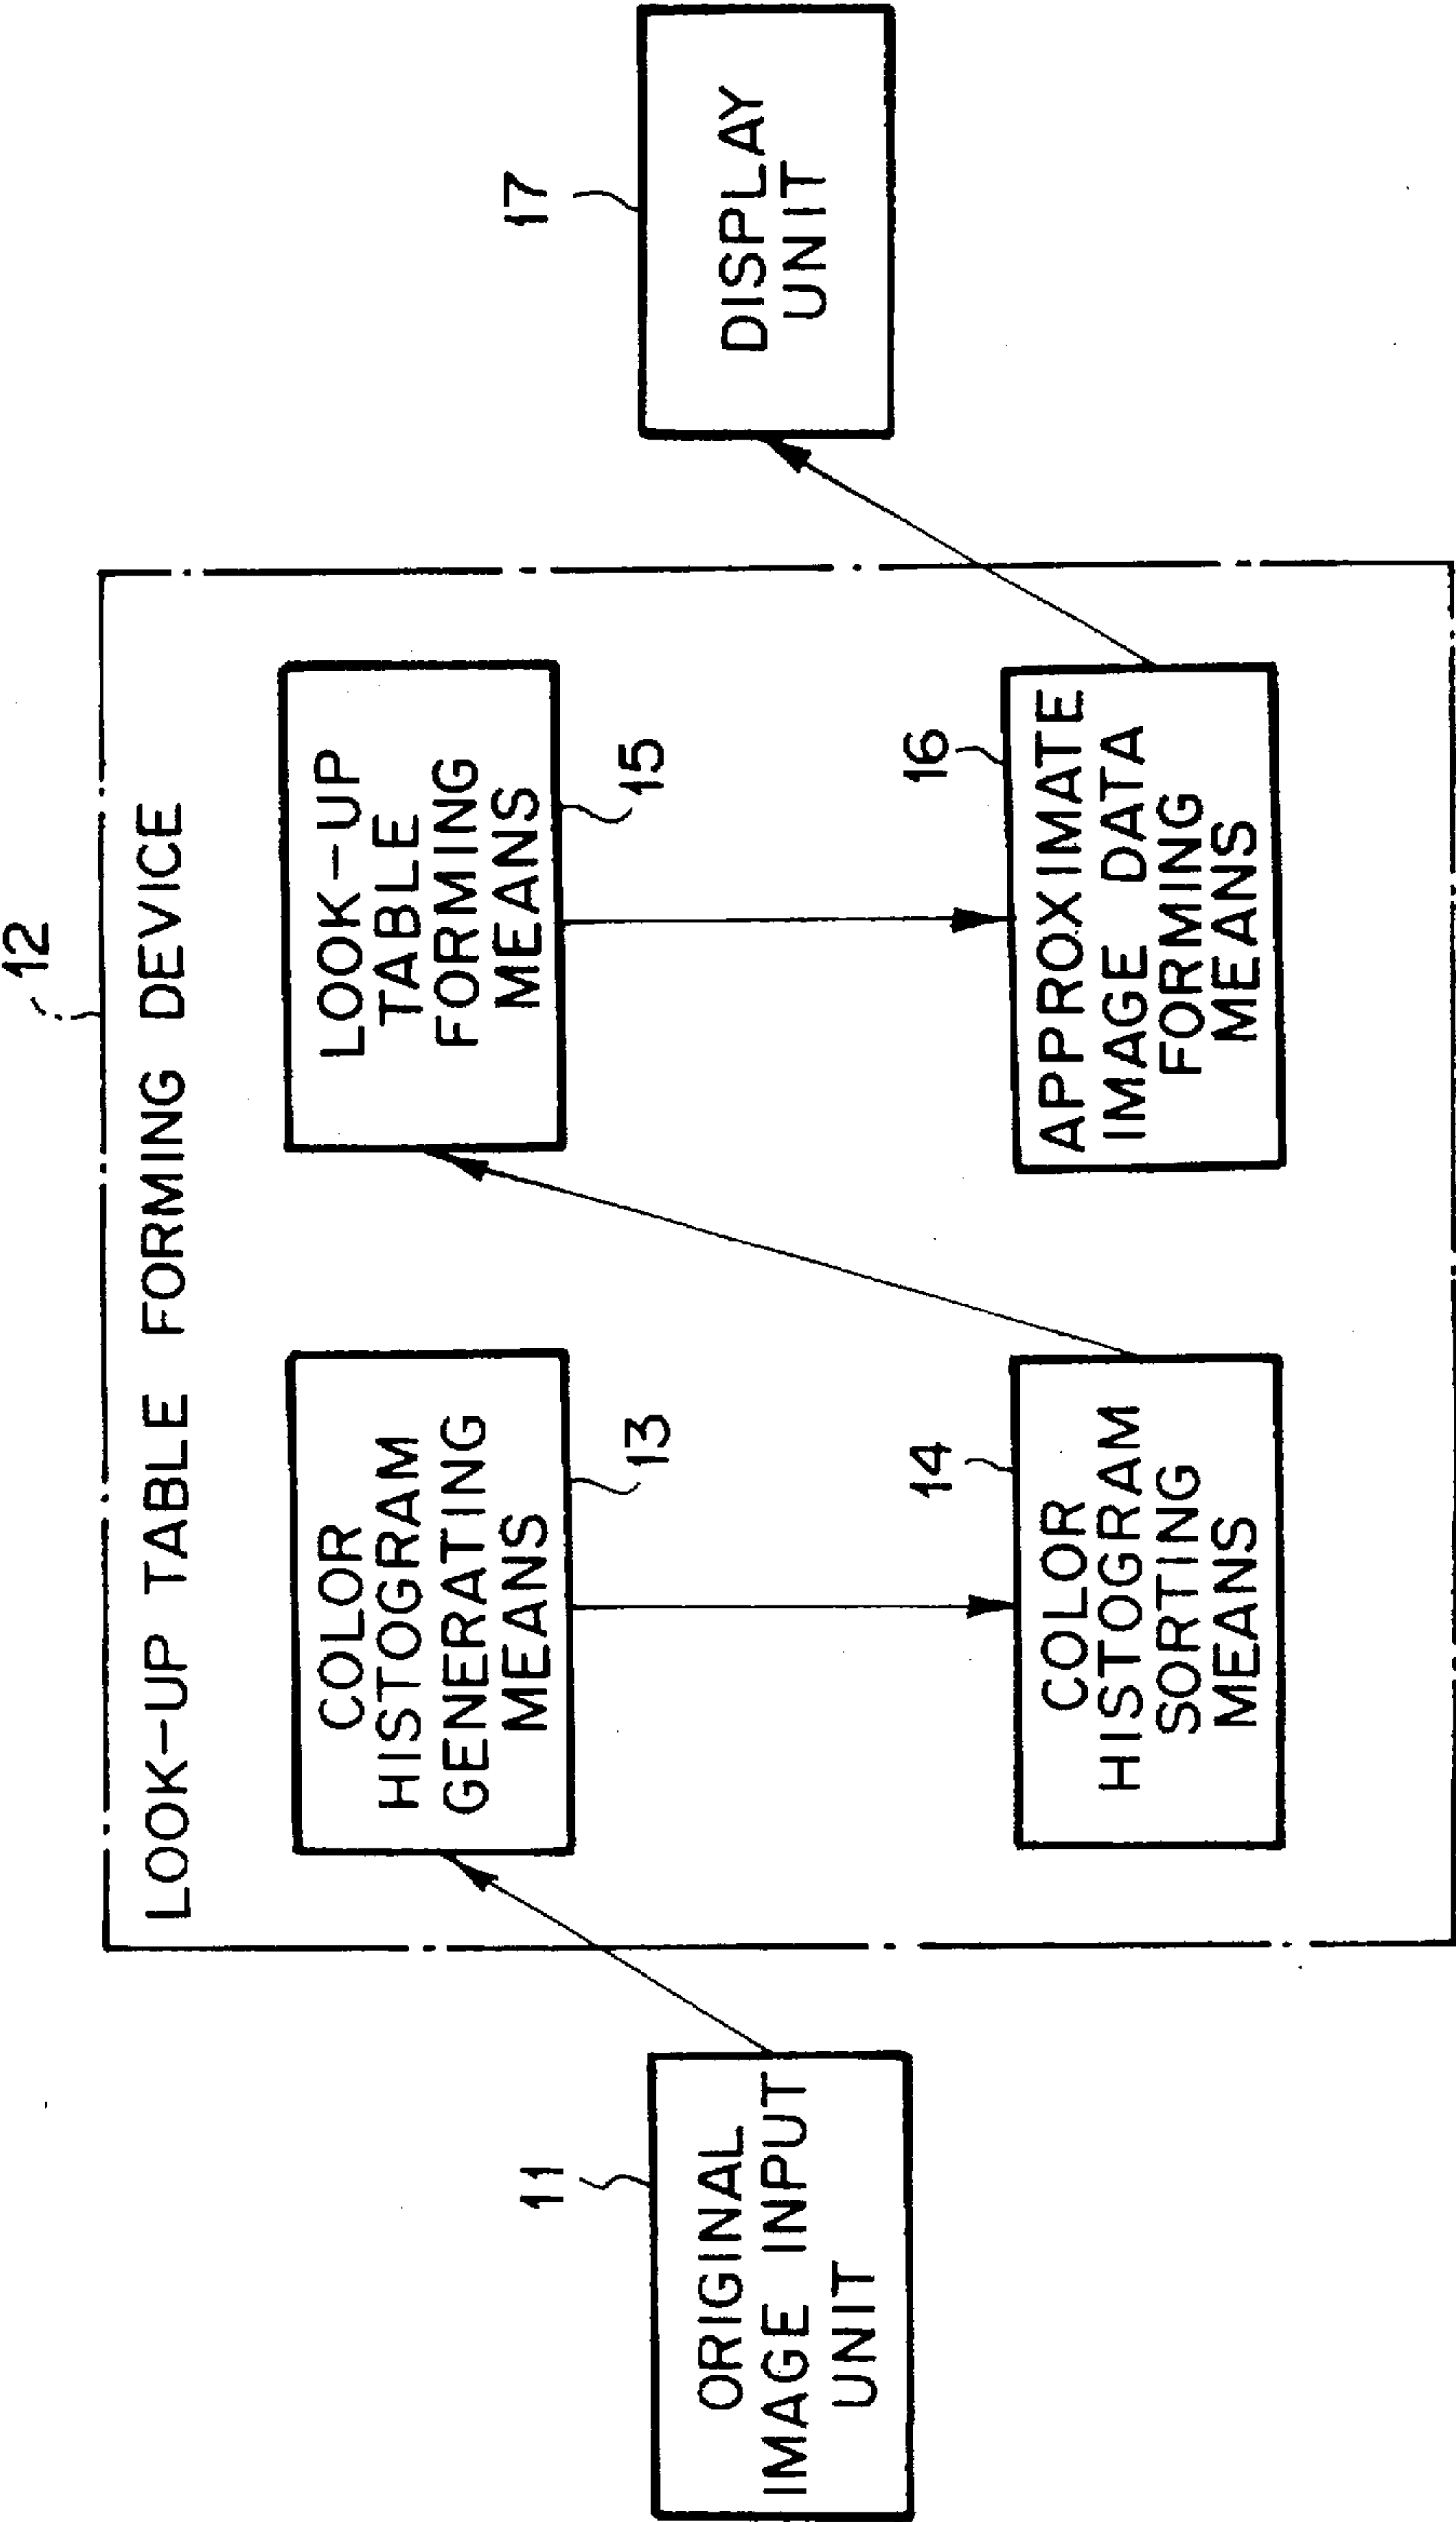 12
LOOK-UP TABLE FORMING DEVICE
11
ORIGINAL
IMAGE INPUT
UNIT
COLOR
HISTOGRAM
GENERATING
MEANS
13
14
COLOR
HISTOGRAM
SORTING
MEANS
LOOK-UP
TABLE
FORMING
MEANS
15
16
APPROXIMATE
IMAGE DATA
FORMING
MEANS
17
DISPLAY
UNIT